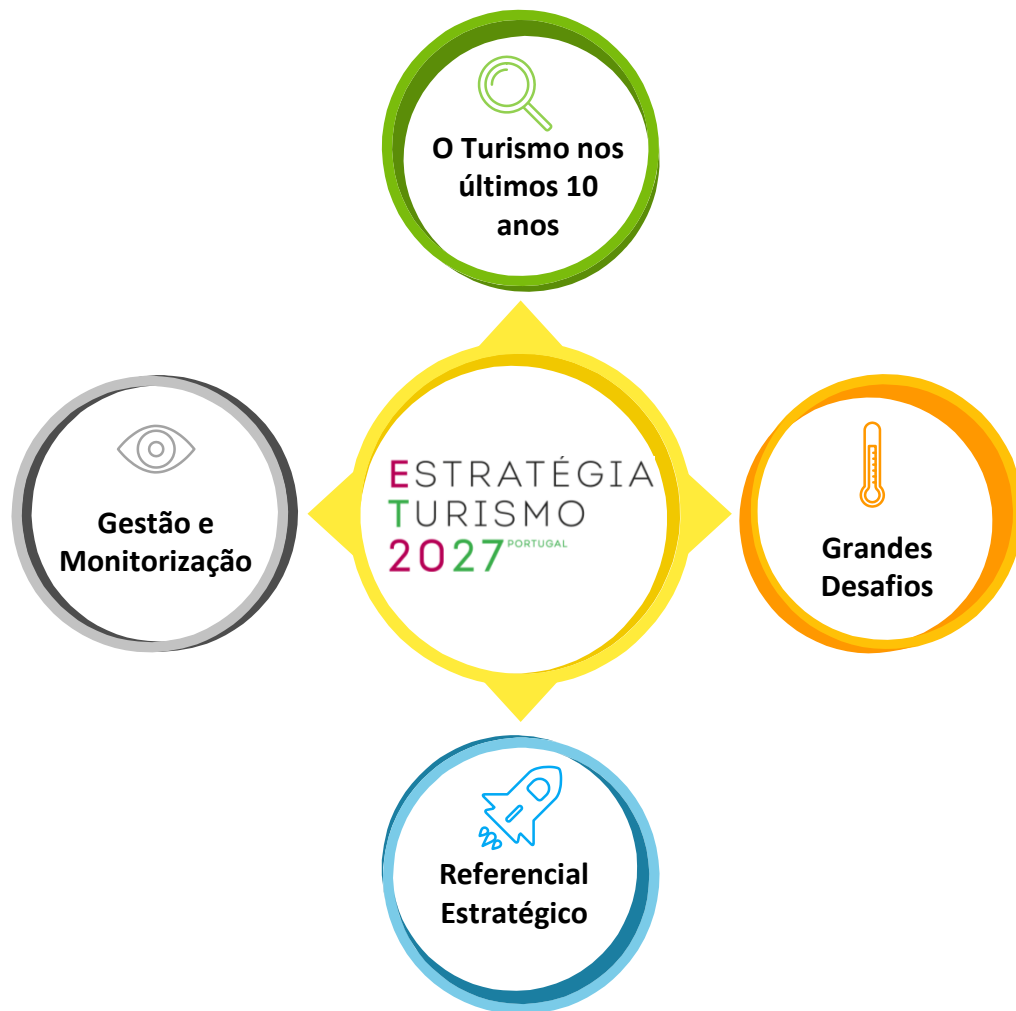 O Turismo nos
últimos 10
anos
Gestão e
Monitorização
ESTRATÉGIA
TURISMO
2027 PORTUGAL
Grandes
Desafios
Referencial
Estratégico